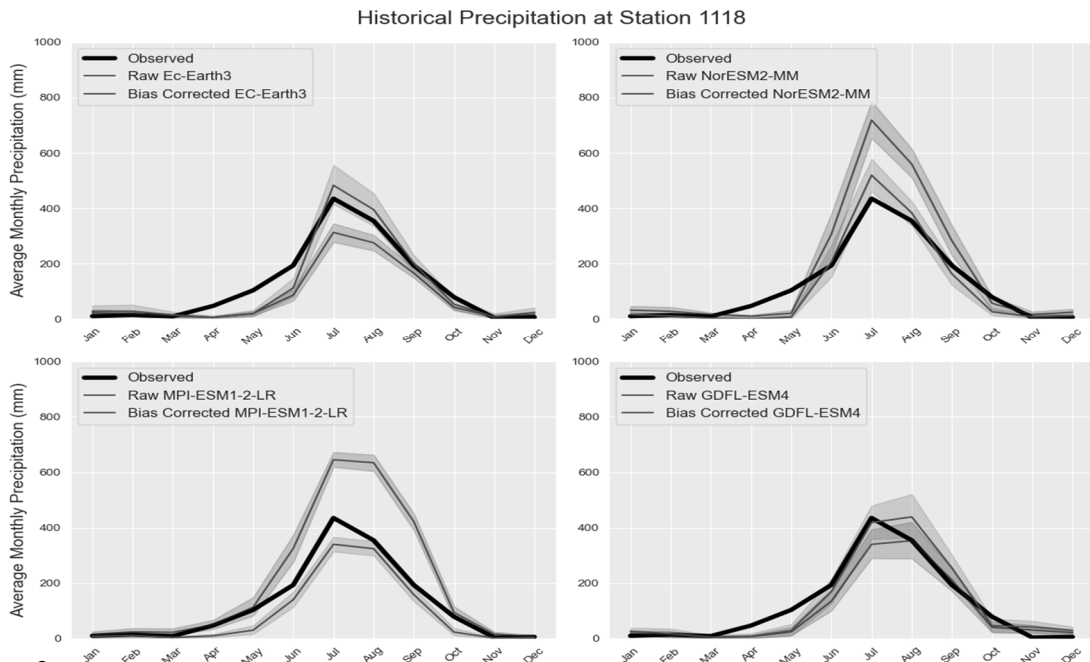 Historical Precipitation at Station 1118
Average Monthly Precipitation (mm)
1000
800
600
400
200
0
Observed
Raw Ec-Earth3
Bias Corrected EC-Earth3
Jan Feb Mar Apr May Jun Jul Aug Sep Oct Nov Dec
1000
800
600
400
200
0
Observed
Raw NorESM2-MM
Bias Corrected NorESM2-MM
Jan Feb Mar Apr May Jun Jul Aug Sep Oct Nov Dec
Average Monthly Precipitation (mm)
1000
800
600
400
200
0
Observed
Raw MPI-ESM1-2-LR
Bias Corrected MPI-ESM1-2-LR
Jan Feb Mar Apr May Jun Jul Aug Sep Oct Nov Dec
1000
800
600
400
200
0
Observed
Raw GDFL-ESM4
Bias Corrected GDFL-ESM4
Jan Feb Mar Apr May Jun Jul Aug Sep Oct Nov Dec